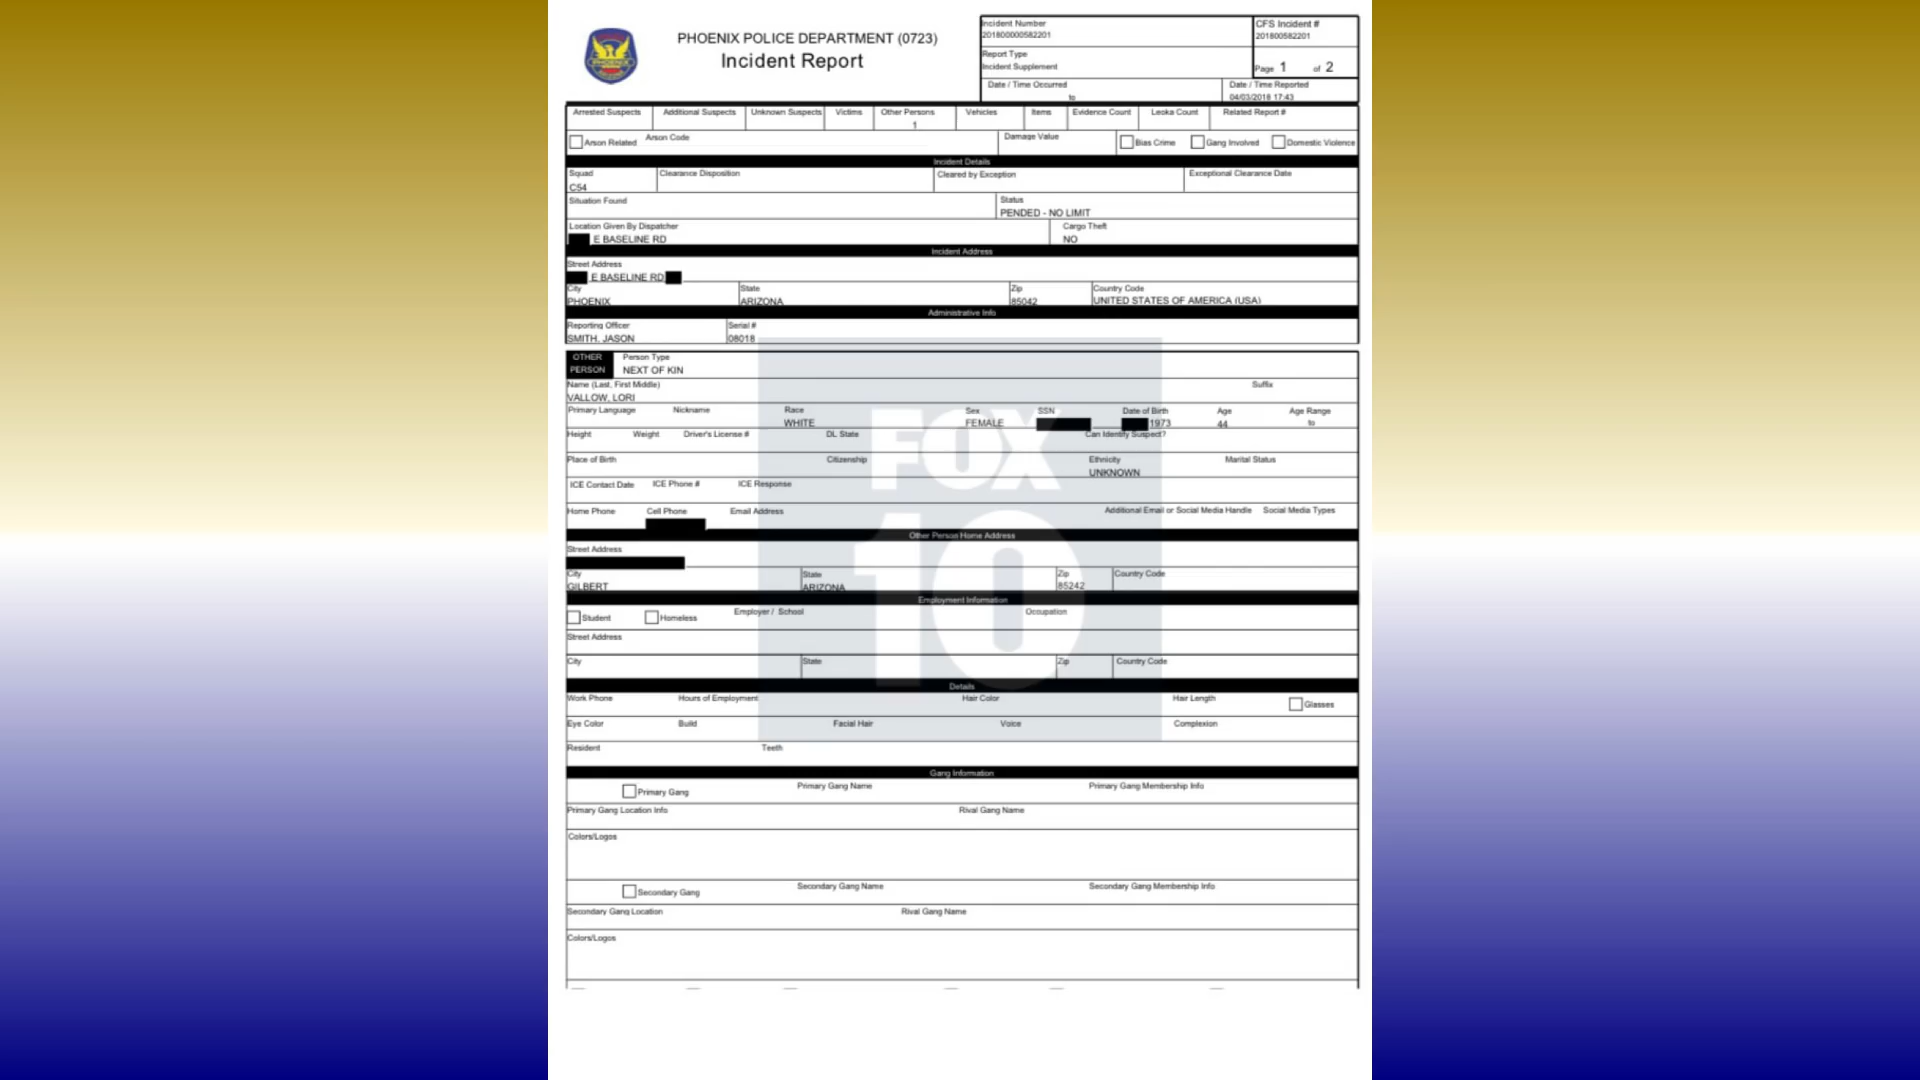 PHOENIX POLICE DEPARTMENT (0723)
Incident Report
PHOENIX
Incident Number
201800000582201
CFS Incident #
201800582201
Report Type
Incident Supplement
Page 1 of 2
Date / Time Occurred
to
Date / Time Reported
04/03/2018 17:43
Arrested Suspects Additional Suspects Unknown Suspects Victims Other Persons Vehicles Items Evidence Count Leoka Count Related Report #
1
Arson Related Arson Code Damage Value Bias Crime Gang Involved Domestic Violence
Incident Details
Squad Clearance Disposition Cleared by Exception Exceptional Clearance Date
C54
Situation Found Status
PENDED - NO LIMIT
Location Given By Dispatcher Cargo Theft
E BASELINE RD NO
Incident Address
Street Address
E BASELINE RD
City State Zip Country Code
PHOENIX ARIZONA 85042 UNITED STATES OF AMERICA (USA)
Administrative Info
Reporting Officer Serial #
SMITH, JASON 08018
OTHER PERSON Person Type
NEXT OF KIN
Name (Last, First Middle) Suffix
VALLOW, LORI
Primary Language Nickname Race Sex SSN Date of Birth Age Age Range
WHITE FEMALE 1973 44 to
Height Weight Driver's License # DL State Can Identify Suspect?
Place of Birth Citizenship Ethnicity Marital Status
UNKNOWN
ICE Contact Date ICE Phone # ICE Response
Home Phone Cell Phone Email Address Additional Email or Social Media Handle Social Media Types
Other Person Home Address
Street Address
City State Zip Country Code
GILBERT ARIZONA 85242
Employment Information
Student Homeless Employer / School Occupation
Street Address
City State Zip Country Code
Details
Work Phone Hours of Employment Hair Color Hair Length Glasses
Eye Color Build Facial Hair Voice Complexion
Resident Teeth
Gang Information
Primary Gang Primary Gang Name Primary Gang Membership Info
Primary Gang Location Info Rival Gang Name
Colors/Logos
Secondary Gang Secondary Gang Name Secondary Gang Membership Info
Secondary Gang Location Rival Gang Name
Colors/Logos
FOX
10